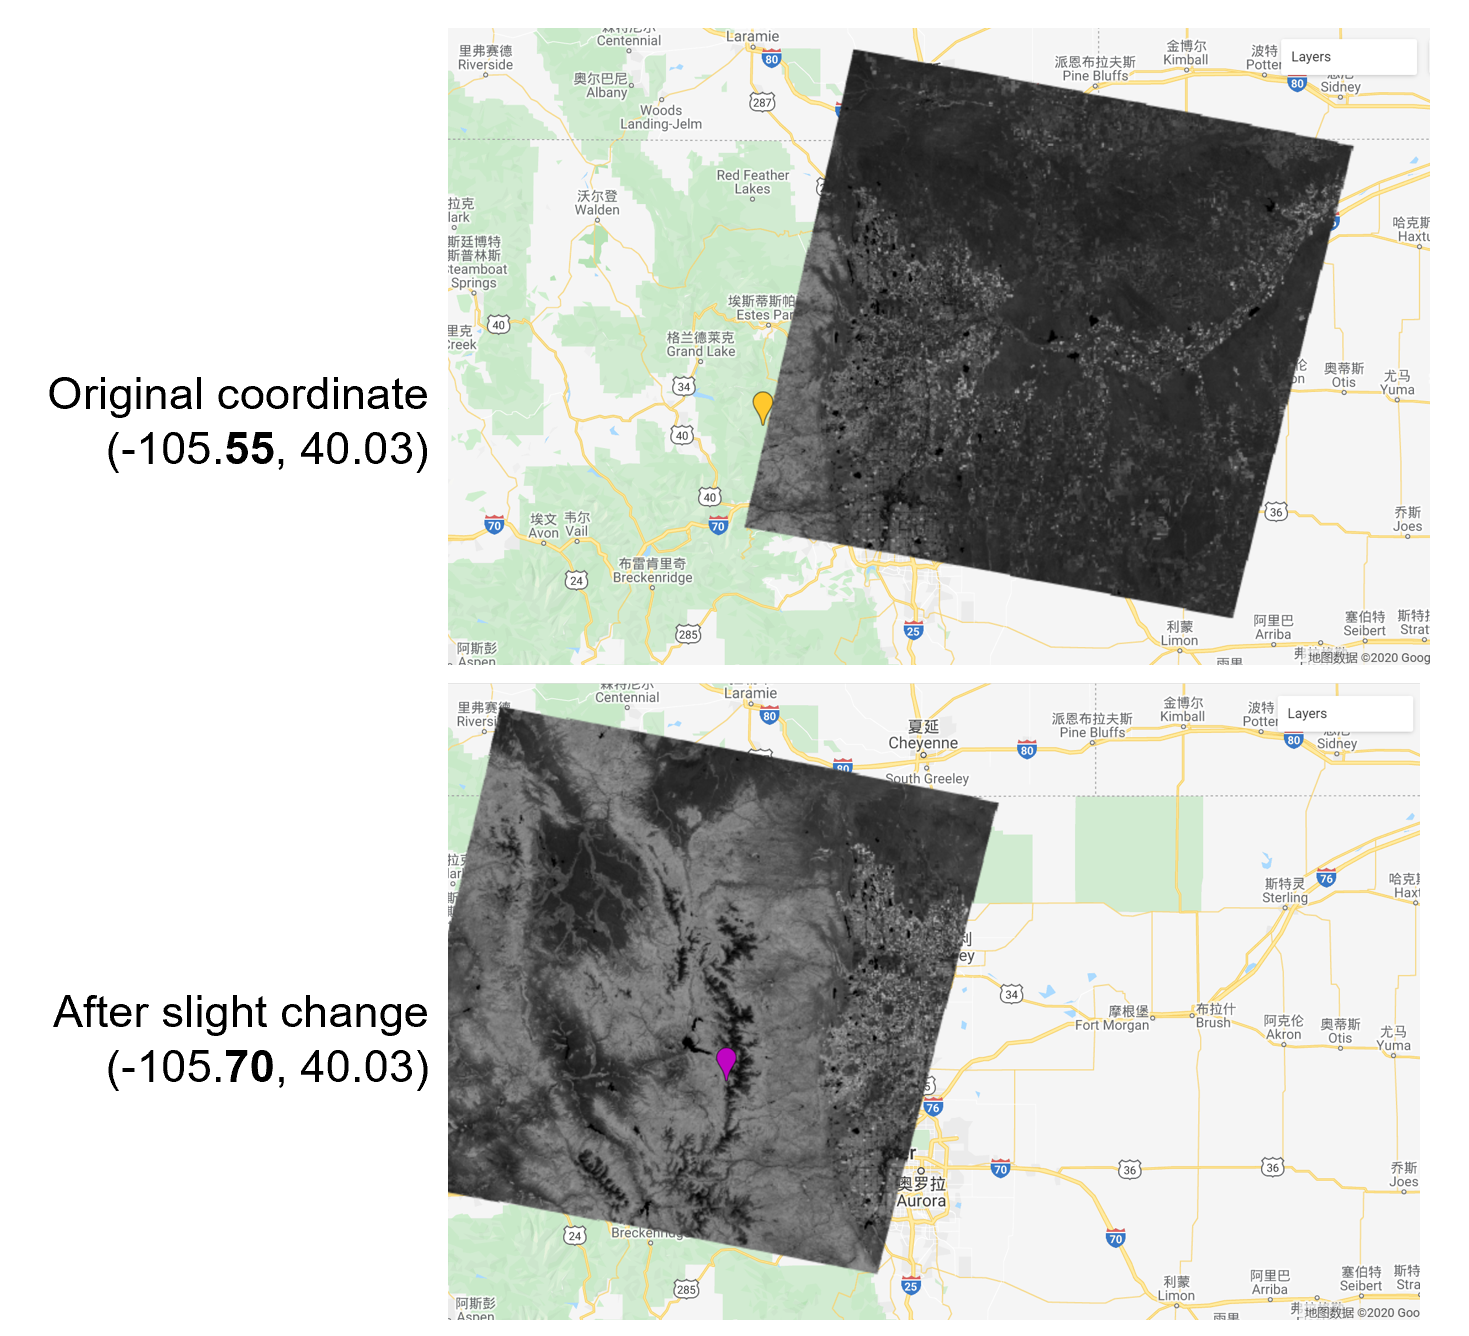 Original coordinate
(-105.55, 40.03)
Centennial
Laramie
里弗赛德
Riverside
80
奥尔巴尼
Albany
287
Woods
Landing-Jelm
派恩布拉夫斯
Pine Bluffs
金博尔
Kimball
波特
Potter
Layers
80
Sidney
Red Feather
Lakes
沃尔登
Walden
拉克
lark
斯廷博特
斯普林斯
teamboat
Springs
哈克斯
Haxtu
埃斯蒂斯帕
Estes Par
40
里克
Creek
格兰德莱克
Grand Lake
34
奥蒂斯
Otis
尤马
Yuma
伦
on
40
40
70
埃文
Avon
韦尔
Vail
70
36
乔斯
Joes
布雷肯里奇
Breckenridge
24
285
25
阿斯彭
Aspen
利蒙
Limon
阿里巴
Arriba
塞伯特
Seibert
斯特拉
Strat
地图数据 ©2020 Goog
After slight change
(-105.70, 40.03)
Centennial
Laramie
里弗赛德
Riversi
80
夏延
Cheyenne
80
South Greeley
80
派恩布拉夫斯
Pine Bluffs
金博尔
Kimball
波特
Potte
Layers
80
Sidney
拉克
lark
76
斯特灵
Sterling
哈克斯
Haxt
利
ey
34
摩根堡
Fort Morgan
布拉什
Brush
阿克伦
Akron
奥蒂斯
Otis
尤马
Yuma
76
r
奥罗拉
Aurora
70
36
36
乔斯
Joes
24
Breckenridge
70
285
25
阿斯彭
Aspen
利蒙
Limon
阿里巴
Arriba
塞伯特
Seibert
斯特
Stra
地图数据 ©2020 Goo